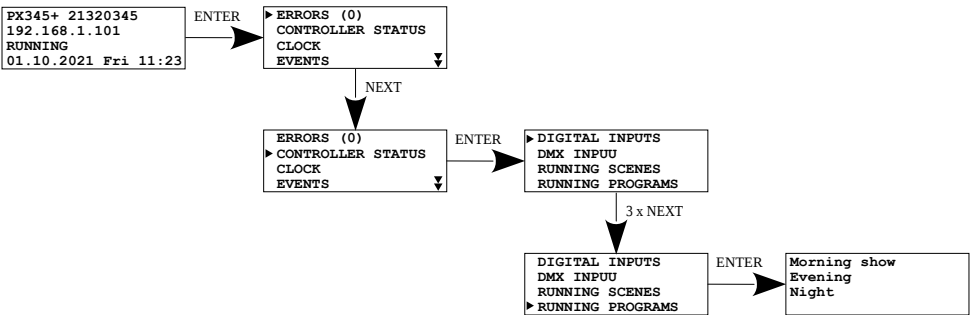 PX345+ 21320345
192.168.1.101
RUNNING
01.10.2021 Fri 11:23
ENTER
ERRORS (0)
CONTROLLER STATUS
CLOCK
EVENTS
NEXT
ERRORS (0)
CONTROLLER STATUS
CLOCK
EVENTS
ENTER
DIGITAL INPUTS
DMX INPUU
RUNNING SCENES
RUNNING PROGRAMS
3 x NEXT
DIGITAL INPUTS
DMX INPUU
RUNNING SCENES
RUNNING PROGRAMS
ENTER
Morning show
Evening
Night